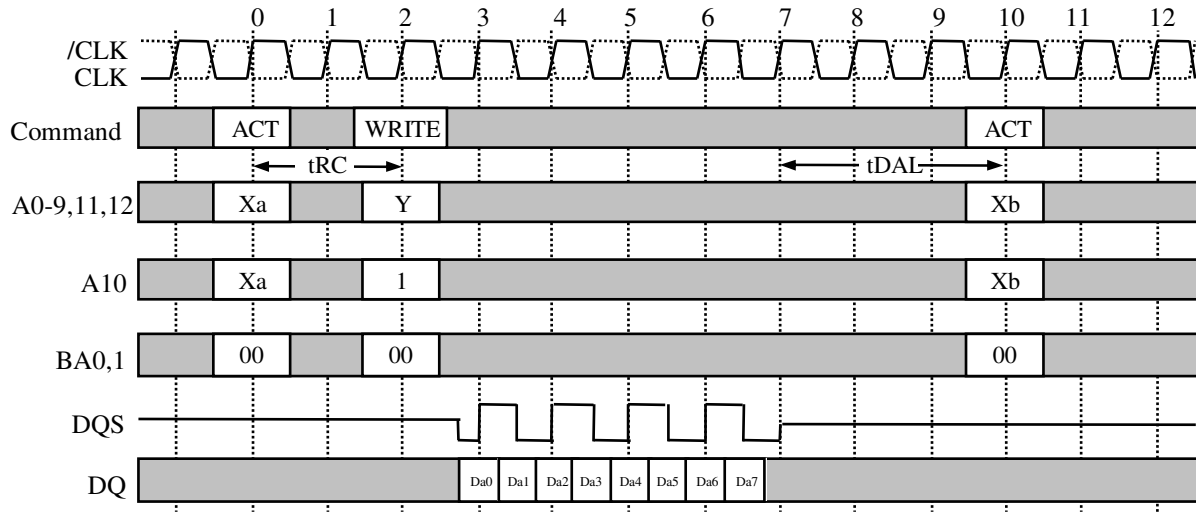 0 1 2 3 4 5 6 7 8 9 10 11 12
/CLK
CLK
Command ACT WRITE ACT
tRC tDAL
A0-9,11,12 Xa Y Xb
A10 Xa 1 Xb
BA0,1 00 00 00
DQS
DQ Da0 Da1 Da2 Da3 Da4 Da5 Da6 Da7